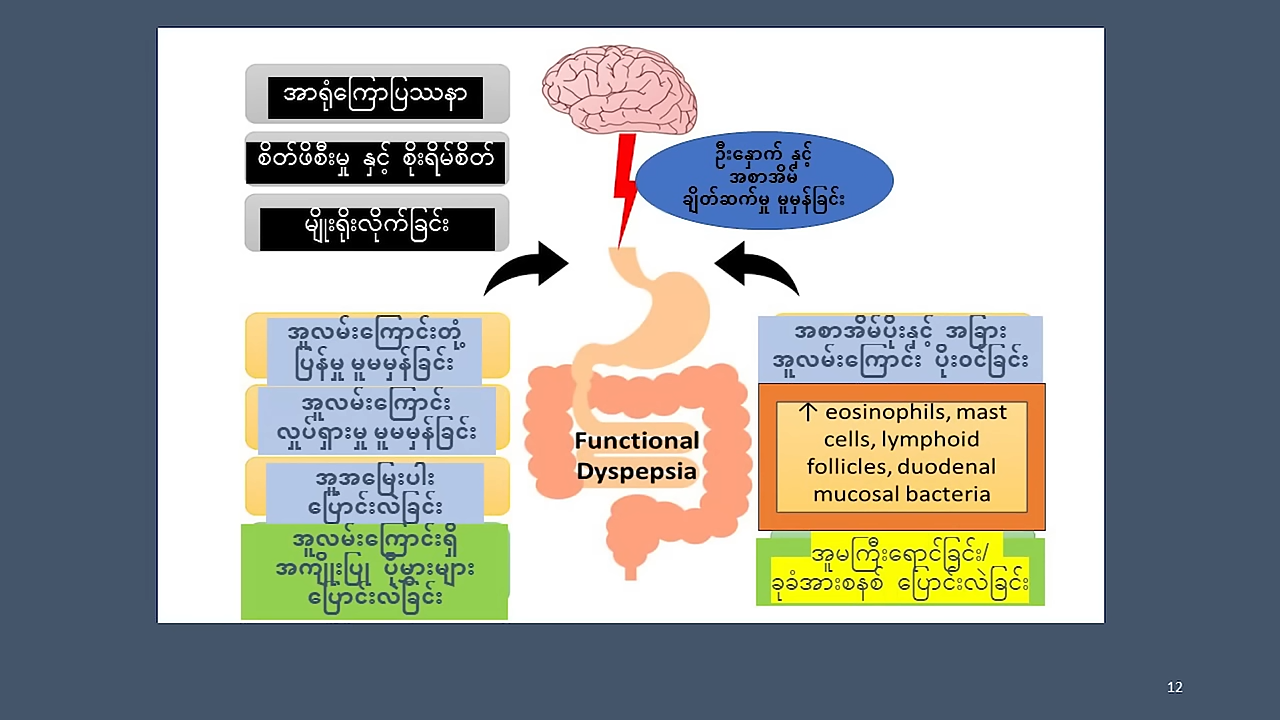 အာရုံကြောပြဿနာ
စိတ်ဖိစီးမှု နှင့် စိုးရိမ်စိတ်
မျိုးရိုးလိုက်ခြင်း
ဦးနှောက် နှင့်
အစာအိမ်
ချိတ်ဆက်မှု မူမှန်ခြင်း
အူလမ်းကြောင်းတုံ့
ပြန်မှု မူမမှန်ခြင်း
အူလမ်းကြောင်း
လှုပ်ရှားမှု မူမမှန်ခြင်း
အူအမြှေးပါး
ပြောင်းလဲခြင်း
အူလမ်းကြောင်းရှိ
အကျိုးပြု ပိုးမွှားများ
ပြောင်းလဲခြင်း
Functional
Dyspepsia
အစာအိမ်ပိုးနှင့် အခြား
အူလမ်းကြောင်း ပိုးဝင်ခြင်း
↑ eosinophils, mast
cells, lymphoid
follicles, duodenal
mucosal bacteria
အူမကြီးရောင်ခြင်း/
ခုခံအားစနစ် ပြောင်းလဲခြင်း
12